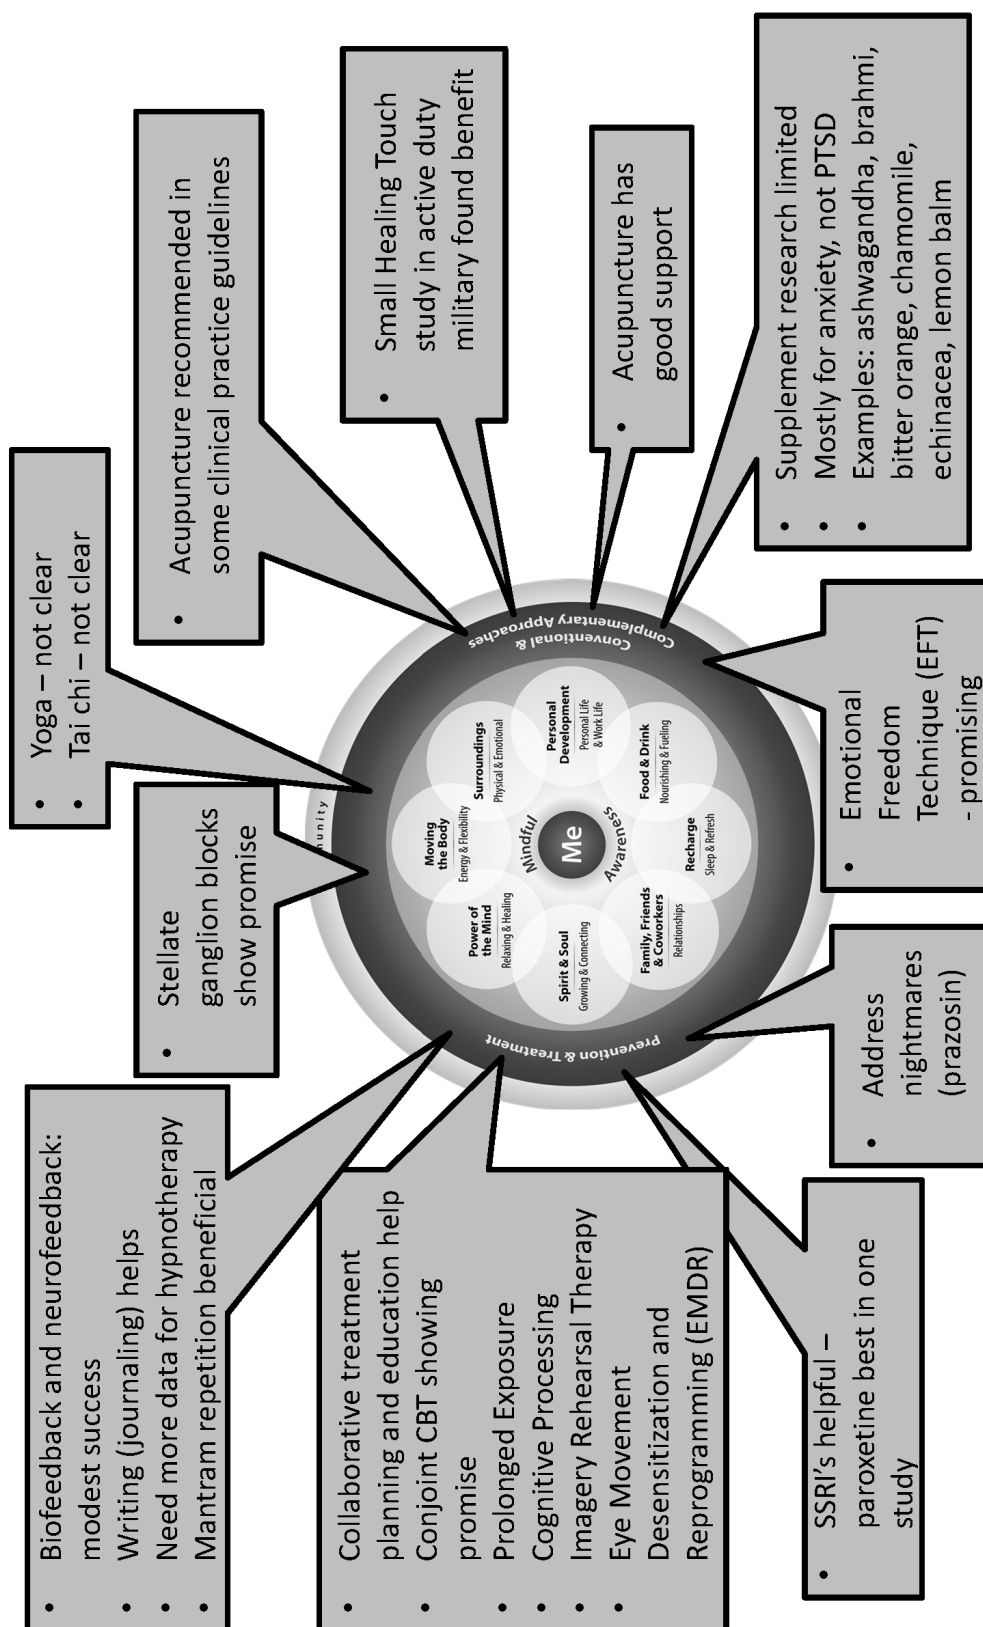 • Biofeedback and neurofeedback:
modest success
• Writing (journaling) helps
• Need more data for hypnotherapy
• Mantram repetition beneficial
• Stellate
ganglion blocks
show promise
• Yoga – not clear
• Tai chi – not clear
• Acupuncture recommended in
some clinical practice guidelines
• Small Healing Touch
study in active duty
military found benefit
• Acupuncture has
good support
• Supplement research limited
• Mostly for anxiety, not PTSD
• Examples: ashwagandha, brahmi,
bitter orange, chamomile,
echinacea, lemon balm
• Emotional
Freedom
Technique (EFT)
- promising
• Address
nightmares
(prazosin)
• SSRI's helpful –
paroxetine best in one
study
• Collaborative treatment
planning and education help
• Conjoint CBT showing
promise
• Prolonged Exposure
• Cognitive Processing
• Imagery Rehearsal Therapy
• Eye Movement
Desensitization and
Reprogramming (EMDR)
munity
Prevention & Treatment
Conventional &
Complementary Approaches
Moving
the Body
Energy & Flexibility
Surroundings
Physical & Emotional
Personal
Development
Personal Life
& Work Life
Food & Drink
Nourishing & Fueling
Recharge
Sleep & Refresh
Family, Friends
& Coworkers
Relationships
Spirit & Soul
Growing & Connecting
Power of
the Mind
Relaxing & Healing
Mindful
Awareness
Me